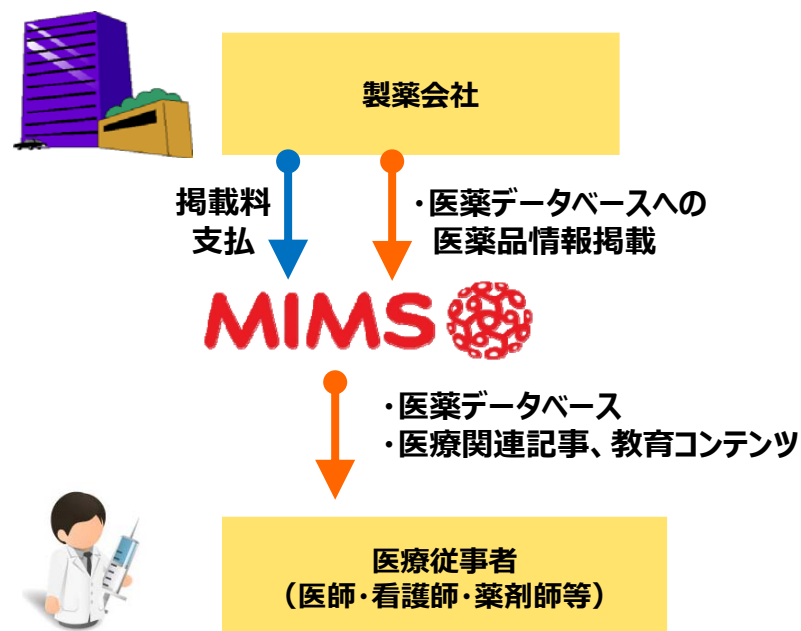 製薬会社
掲載料
支払
・医薬データベースへの
医薬品情報掲載
MIMS
・医薬データベース
・医療関連記事、教育コンテンツ
医療従事者
（医師・看護師・薬剤師等）